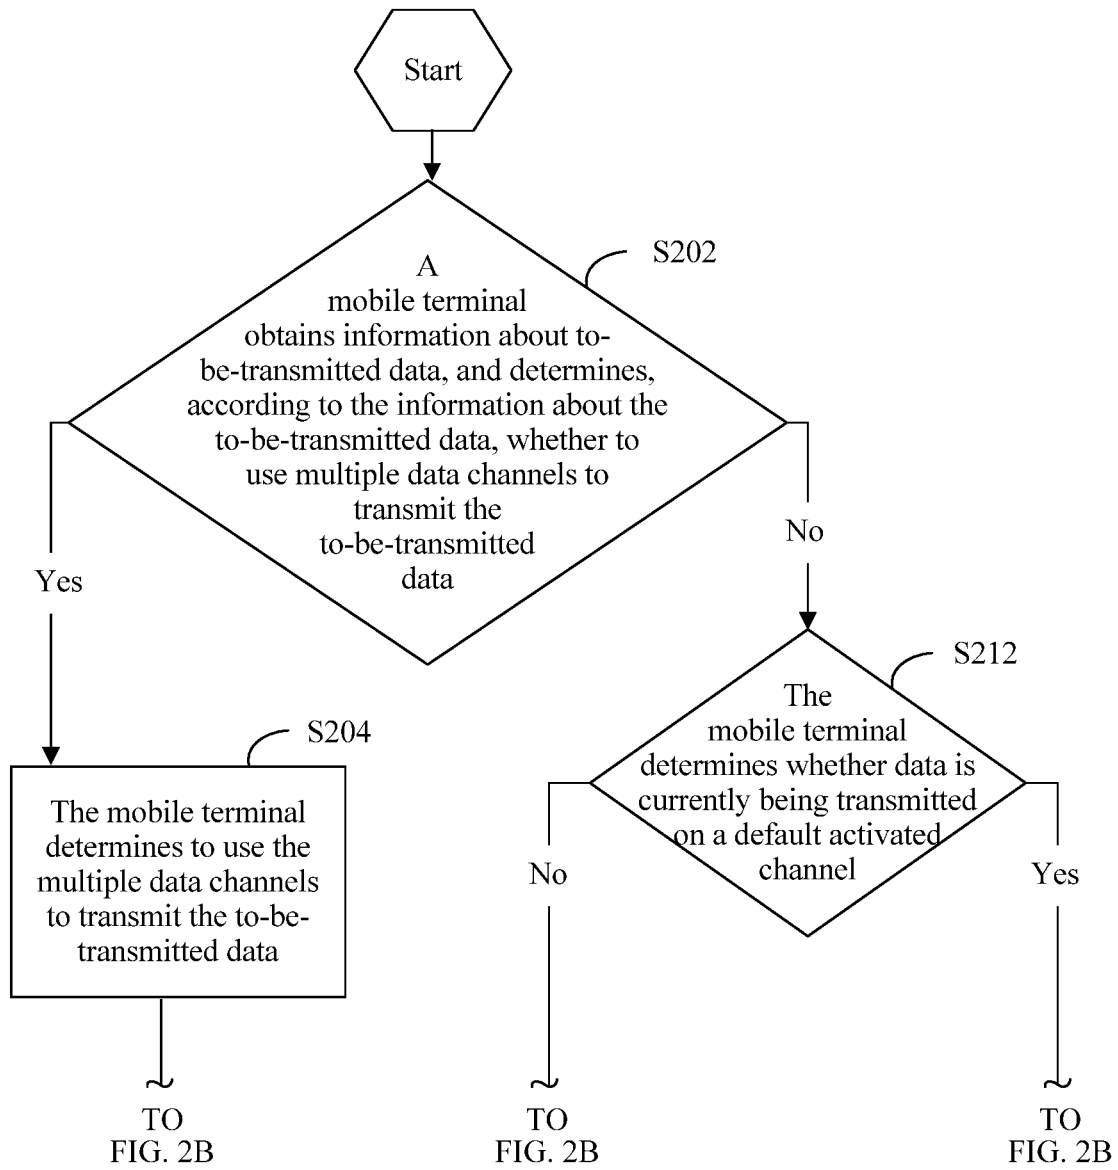 Start
S202
A
mobile terminal
obtains information about to-
be-transmitted data, and determines,
according to the information about the
to-be-transmitted data, whether to
use multiple data channels to
transmit the
to-be-transmitted
data
Yes
No
S212
The
mobile terminal
determines whether data is
currently being transmitted
on a default activated
channel
S204
The mobile terminal
determines to use the
multiple data channels
to transmit the to-be-
transmitted data
No
Yes
TO
FIG. 2B
TO
FIG. 2B
TO
FIG. 2B